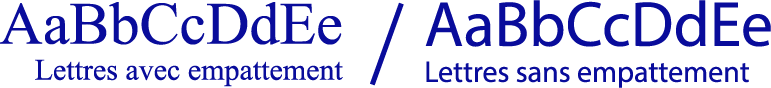 AaBbCcDdEe
Lettres avec empattement
/
AaBbCcDdEe
Lettres sans empattement